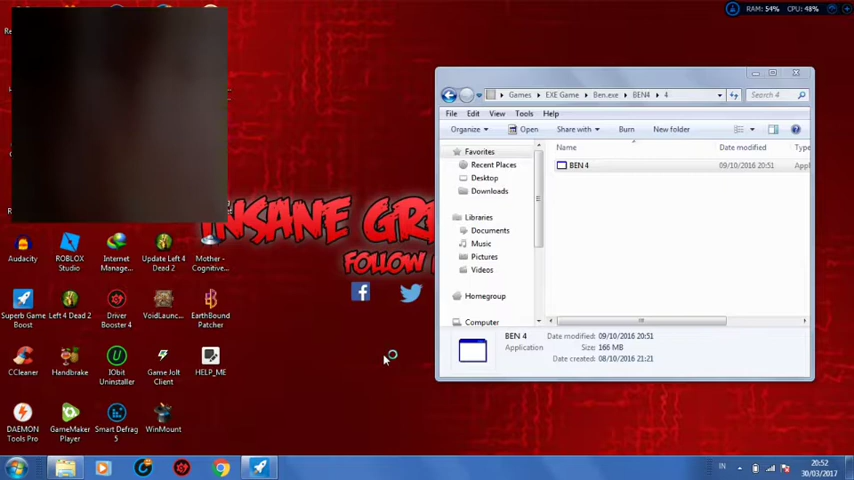 RAM: 54% CPU: 48%
Games EXE Game Ben.exe BEN4 4
Search 4
File Edit View Tools Help
Organize Open Share with Burn New folder
Name Date modified
Favorites
BEN 4 09/10/2016 20:51
Recent Places
Desktop
Downloads
Libraries
Documents
Music
Pictures
Videos
Homegroup
Computer
BEN 4 Date modified: 09/10/2016 20:51
Application Size: 166 MB
Date created: 08/10/2016 21:21
INSANE
FOLLOW
Audacity
ROBLOX
Studio
Internet
Manage...
Update Left 4
Dead 2
Mother -
Cognitive...
Superb Game
Boost
Left 4 Dead 2
Driver
Booster 4
VoidLaunc...
EarthBound
Patcher
CCleaner
Handbrake
IObit
Uninstaller
Game Jolt
Client
HELP_ME
DAEMON
Tools Pro
GameMaker
Player
Smart Defrag
5
WinMount
IN
20:52
30/03/2017